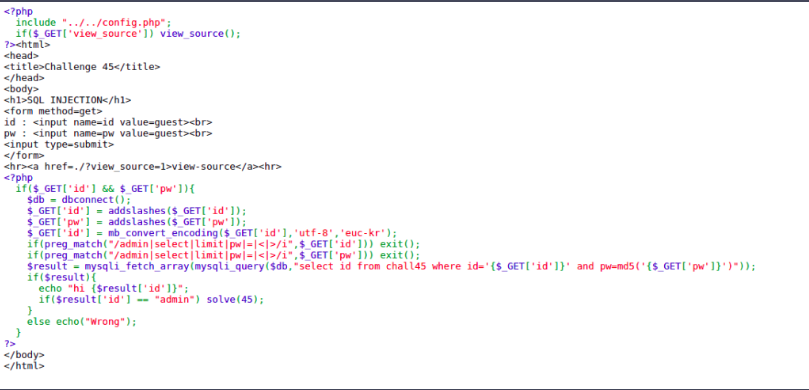 <?php
include "../../config.php";
if($_GET['view_source']) view_source();
?><html>
<head>
<title>Challenge 45</title>
</head>
<body>
<h1>SQL INJECTION</h1>
<form method=get>
id : <input name=id value=guest><br>
pw : <input name=pw value=guest><br>
<input type=submit>
</form>
<hr><a href=./?view_source=1>view-source</a><hr>
<?php
if($_GET['id'] && $_GET['pw']){
$db = dbconnect();
$_GET['id'] = addslashes($_GET['id']);
$_GET['pw'] = addslashes($_GET['pw']);
$_GET['id'] = mb_convert_encoding($_GET['id'],'utf-8','euc-kr');
if(preg_match("/admin|select|limit|pw|=|<|>/i",$_GET['id'])) exit();
if(preg_match("/admin|select|limit|pw|=|<|>/i",$_GET['pw'])) exit();
$result = mysqli_fetch_array(mysqli_query($db,"select id from chall45 where id='{$_GET['id']}' and pw=md5('{$_GET['pw']}')"));
if($result){
echo "hi {$result['id']}";
if($result['id'] == "admin") solve(45);
}
else echo("Wrong");
}
?>
</body>
</html>